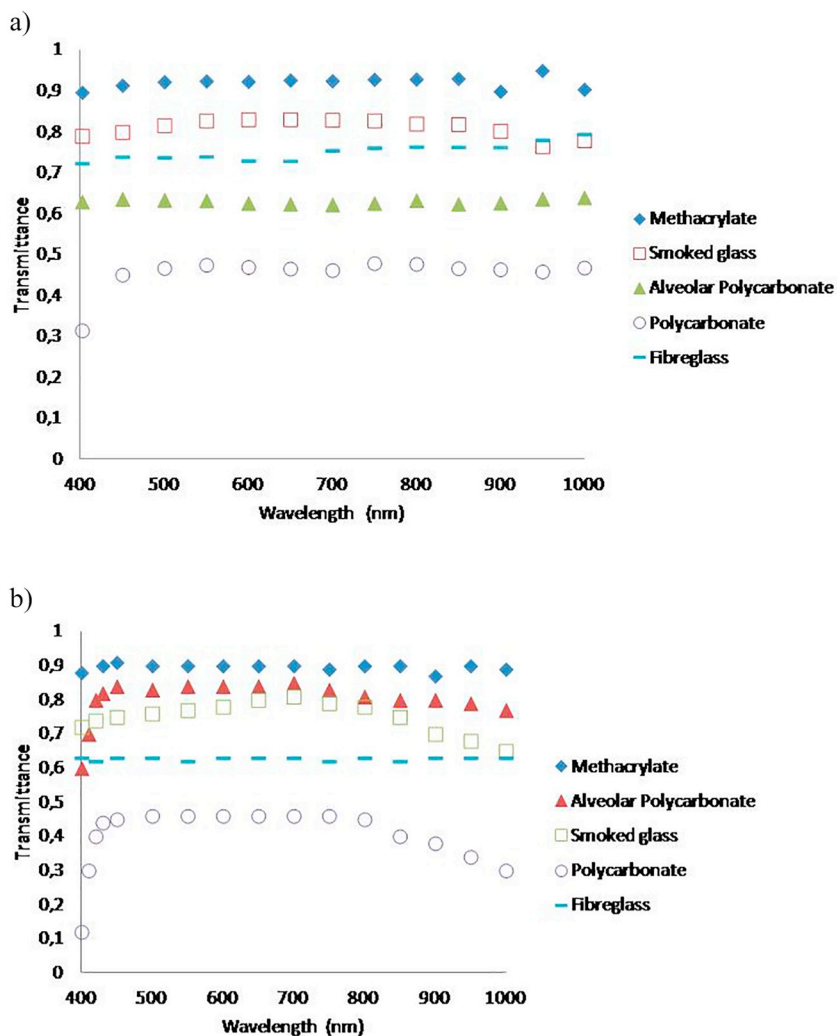 a)
1
0,9
0,8
0,7
0,6
0,5
0,4
0,3
0,2
0,1
0
Transmittance
400 500 600 700 800 900 1000
Wavelength (nm)
Methacrylate
Smoked glass
Alveolar Polycarbonate
Polycarbonate
Fibreglass
b)
1
0,9
0,8
0,7
0,6
0,5
0,4
0,3
0,2
0,1
0
Transmittance
400 500 600 700 800 900 1000
Wavelength (nm)
Methacrylate
Alveolar Polycarbonate
Smoked glass
Polycarbonate
Fibreglass